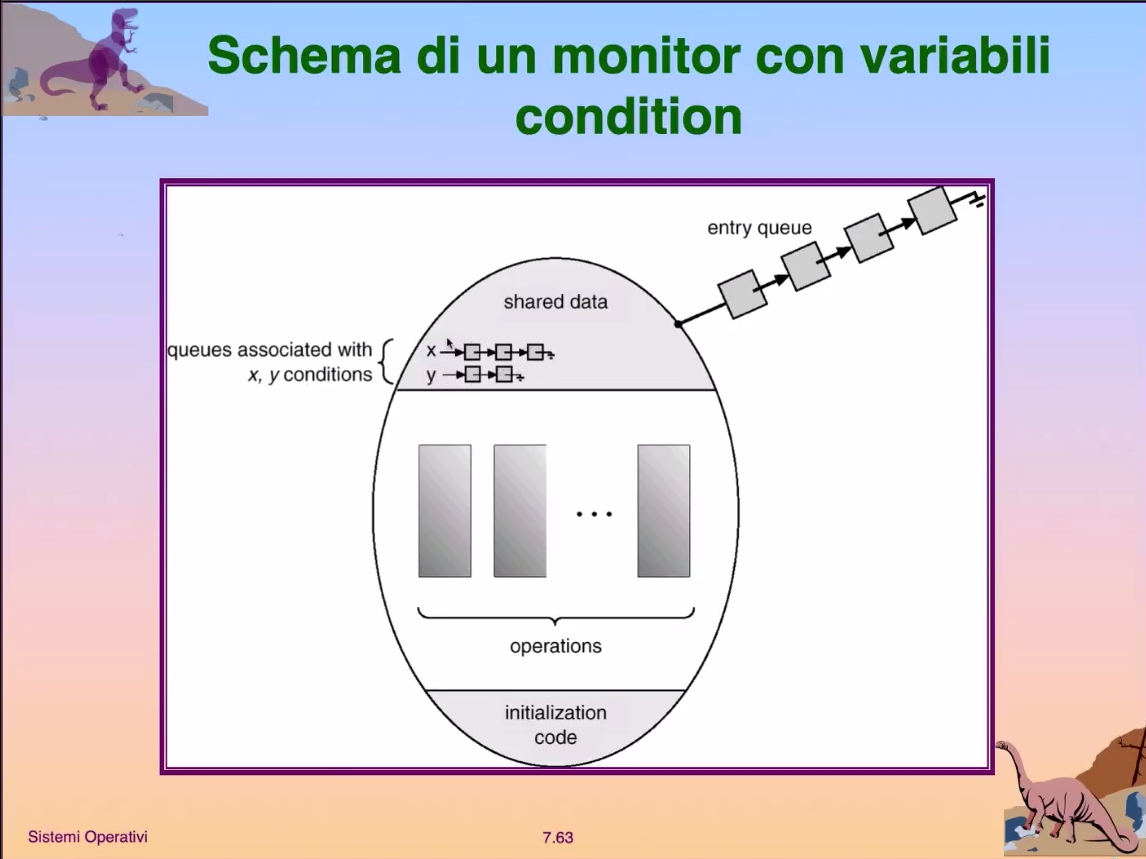 Schema di un monitor con variabili
condition
entry queue
shared data
queues associated with
x, y conditions
x
y
...
operations
initialization
code
Sistemi Operativi
7.63